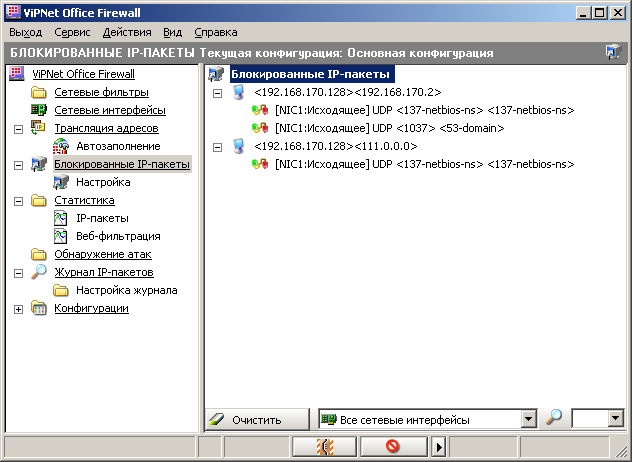 ViPNet Office Firewall
Выход Сервис Действия Вид Справка
БЛОКИРОВАННЫЕ IP-ПАКЕТЫ Текущая конфигурация: Основная конфигурация
ViPNet Office Firewall
Сетевые фильтры
Сетевые интерфейсы
Трансляция адресов
Автозаполнение
Блокированные IP-пакеты
Настройка
Статистика
IP-пакеты
Веб-фильтрация
Обнаружение атак
Журнал IP-пакетов
Настройка журнала
Конфигурации
Блокированные IP-пакеты
<192.168.170.128><192.168.170.2>
[NIC1:Исходящее] UDP <137-netbios-ns> <137-netbios-ns>
[NIC1:Исходящее] UDP <1037> <53-domain>
<192.168.170.128><111.0.0.0>
[NIC1:Исходящее] UDP <137-netbios-ns> <137-netbios-ns>
Очистить
Все сетевые интерфейсы